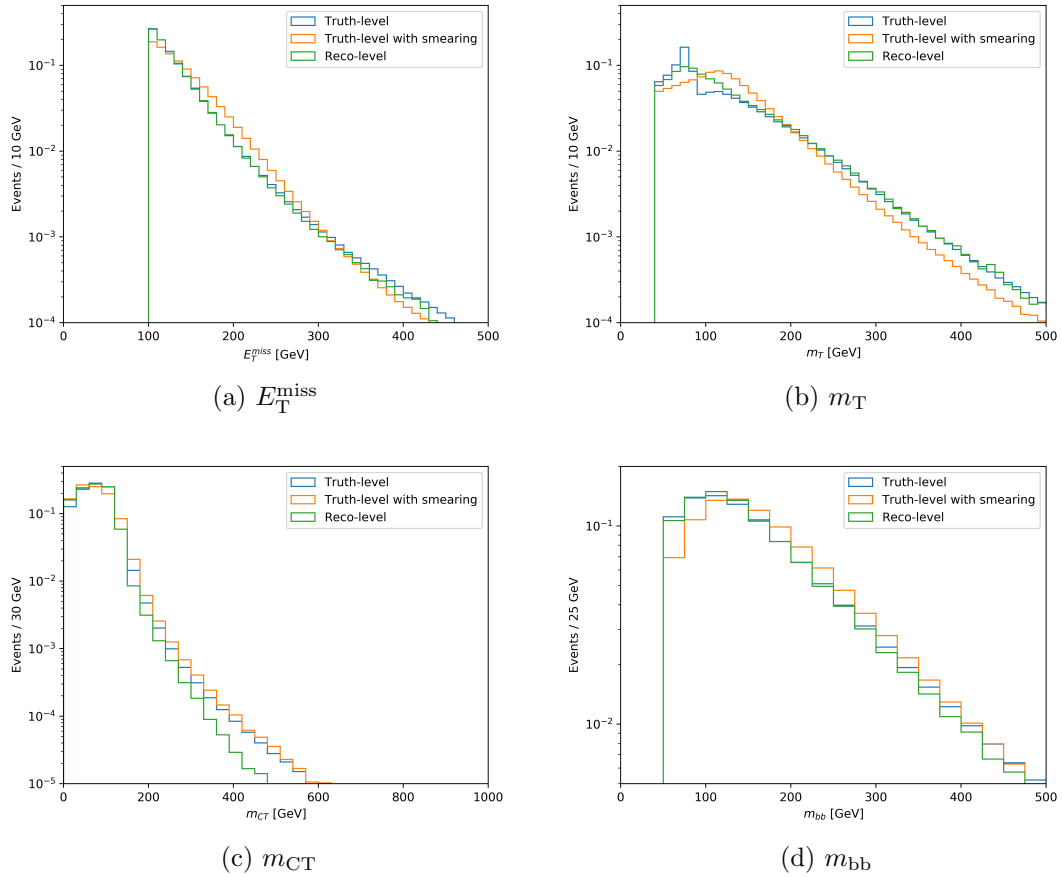 Events / 10 GeV
10⁻¹
10⁻²
10⁻³
10⁻⁴
Truth-level
Truth-level with smearing
Reco-level
0 100 200 300 400 500
E_T^miss [GeV]
(a) E_T^miss
Events / 10 GeV
10⁻¹
10⁻²
10⁻³
10⁻⁴
Truth-level
Truth-level with smearing
Reco-level
0 100 200 300 400 500
m_T [GeV]
(b) m_T
Events / 30 GeV
10⁻¹
10⁻²
10⁻³
10⁻⁴
10⁻⁵
Truth-level
Truth-level with smearing
Reco-level
0 200 400 600 800 1000
m_CT [GeV]
(c) m_CT
Events / 25 GeV
10⁻¹
10⁻²
Truth-level
Truth-level with smearing
Reco-level
0 100 200 300 400 500
m_bb [GeV]
(d) m_bb